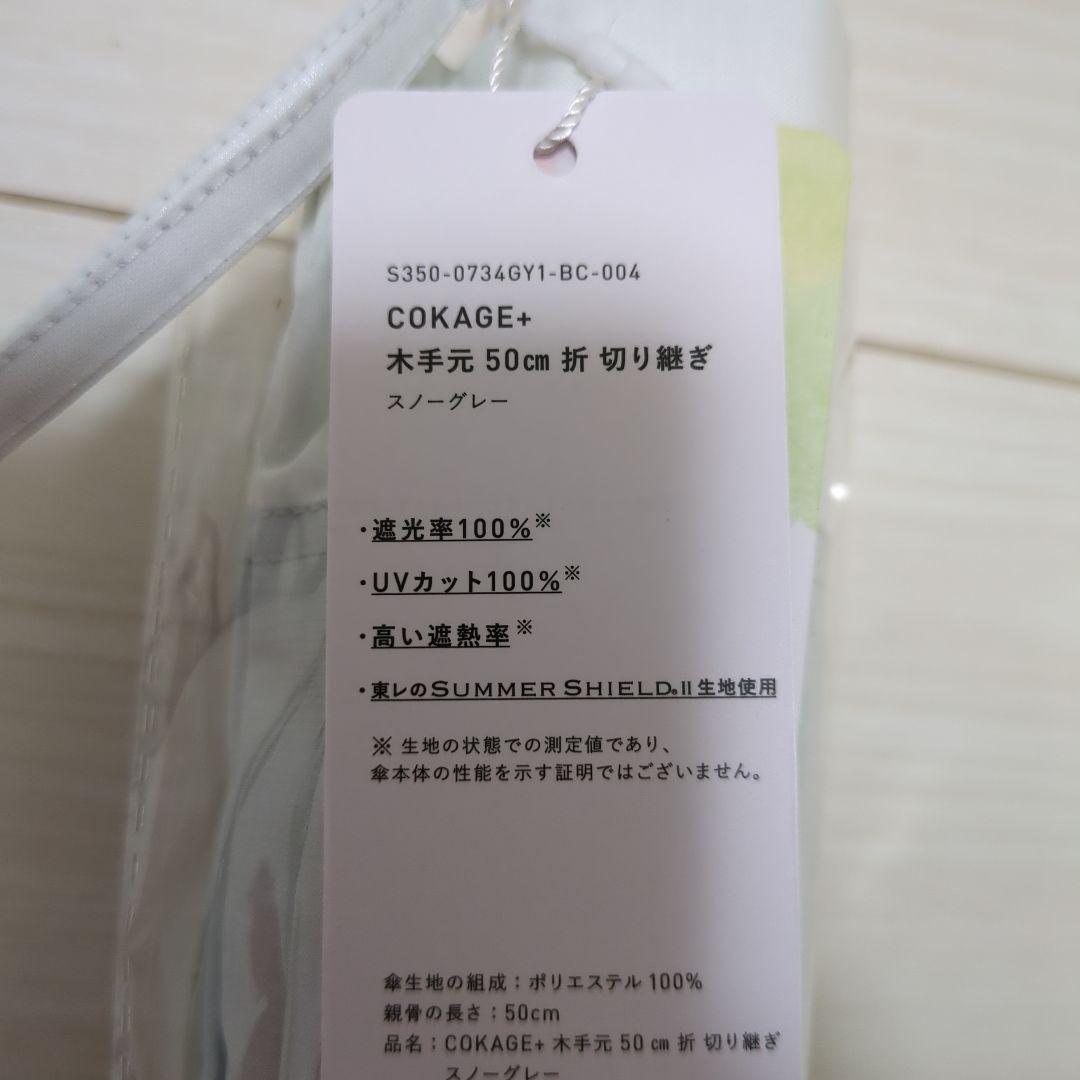 S350-0734GY1-BC-004
COKAGE+
木手元 50㎝ 折 切り継ぎ
スノーグレー
・遮光率100%※
・UVカット100%※
・高い遮熱率※
・東レのSUMMER SHIELD®II生地使用
※ 生地の状態での測定値であり、
傘本体の性能を示す証明ではございません。
傘生地の組成：ポリエステル 100%
親骨の長さ：50cm
品名：COKAGE+ 木手元 50 ㎝ 折 切り継ぎ
スノーグレー